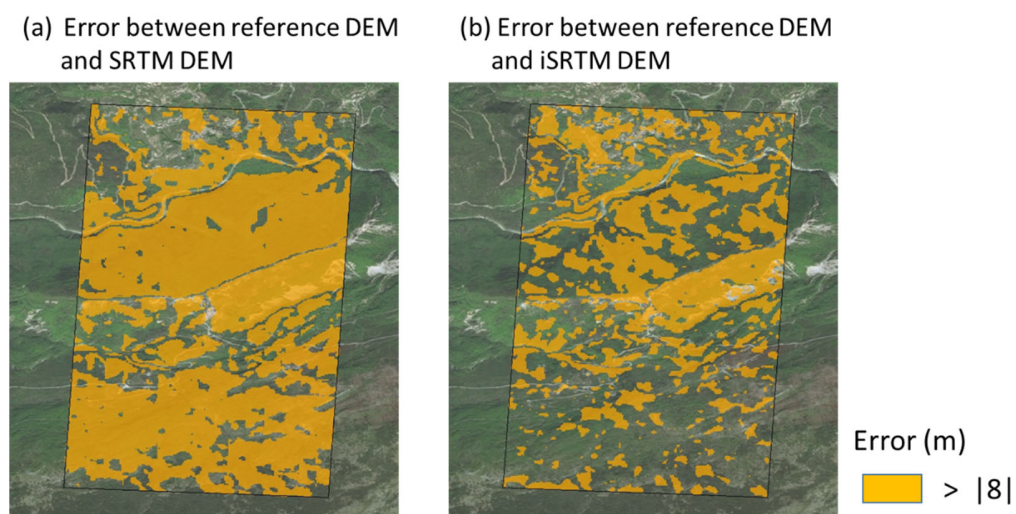 (a) Error between reference DEM
and SRTM DEM
(b) Error between reference DEM
and iSRTM DEM
Error (m)
> |8|